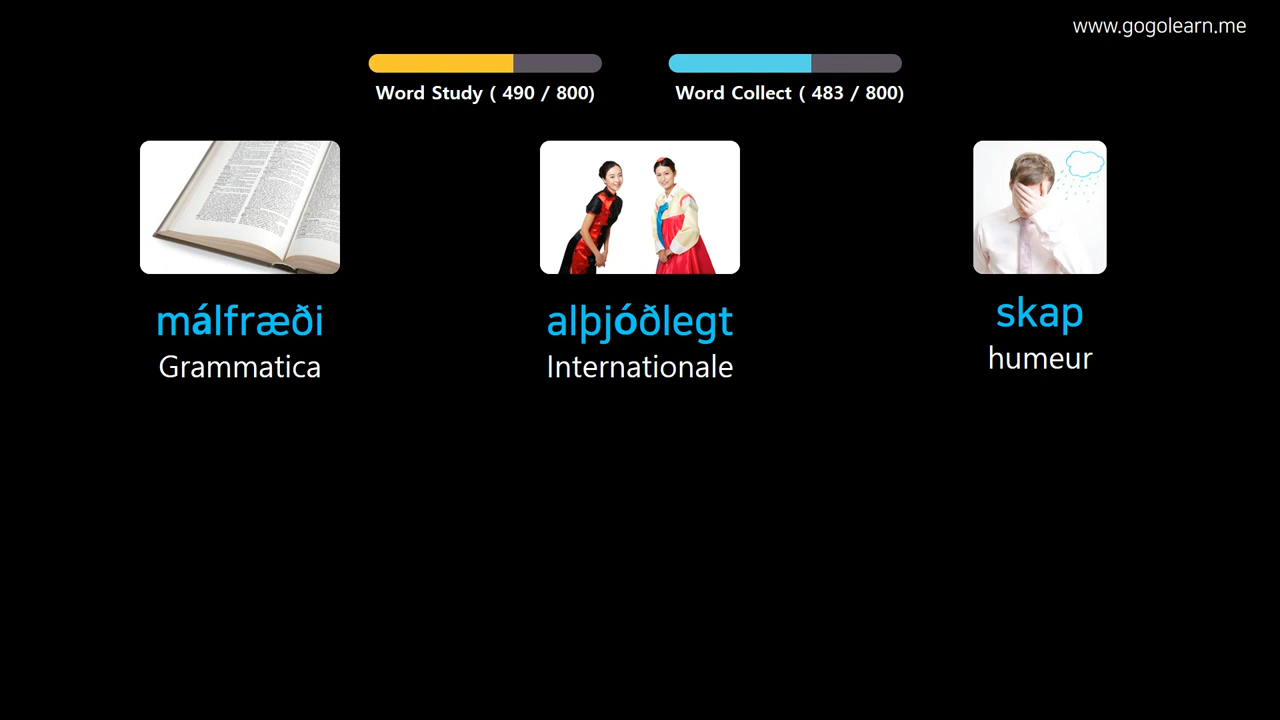 www.gogolearn.me
Word Study ( 490 / 800)
Word Collect ( 483 / 800)
málfræði
Grammatica
alþjóðlegt
Internationale
skap
humeur